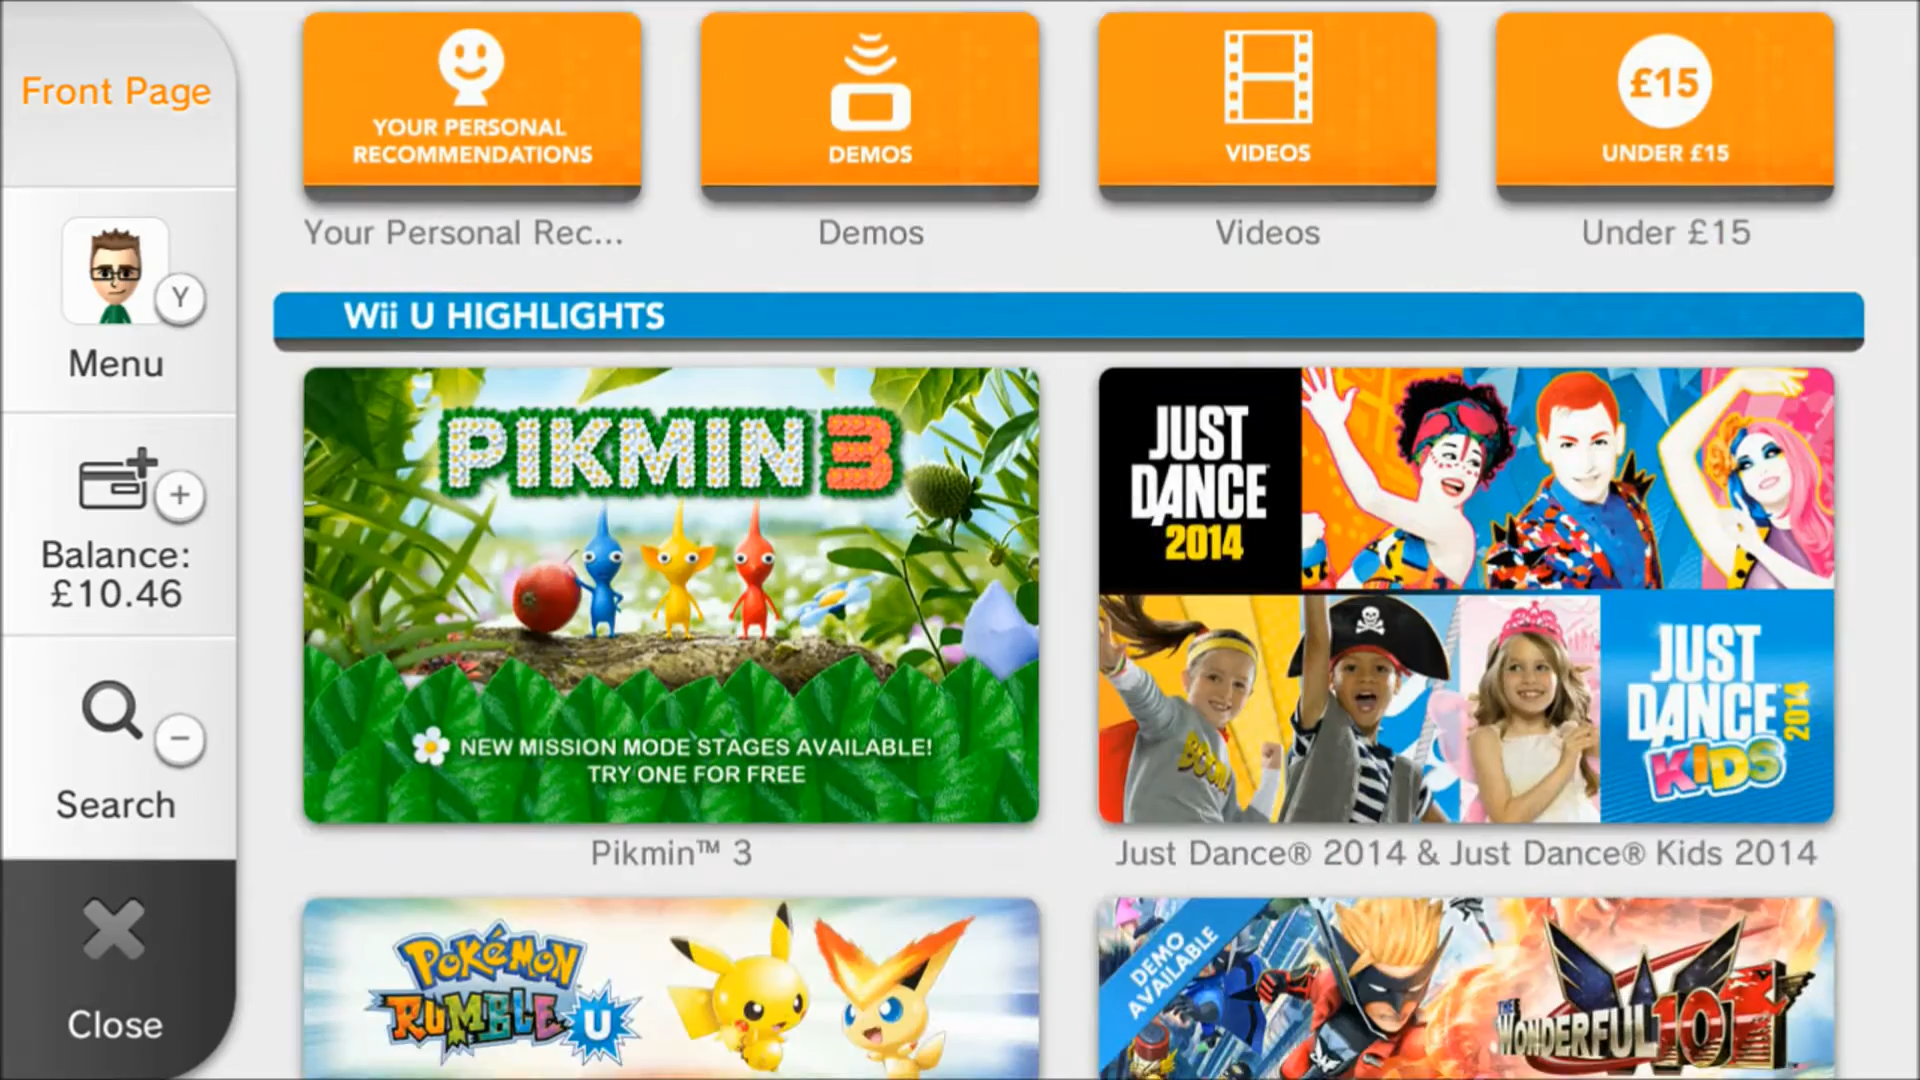 Front Page
YOUR PERSONAL
RECOMMENDATIONS
Your Personal Rec...
DEMOS
Demos
VIDEOS
Videos
£15
UNDER £15
Under £15
Y
Menu
+
Balance:
£10.46
−
Search
Close
Wii U HIGHLIGHTS
PIKMIN 3
NEW MISSION MODE STAGES AVAILABLE!
TRY ONE FOR FREE
Pikmin™ 3
JUST
DANCE
2014
BOOM
JUST
DANCE
2014
KIDS
Just Dance® 2014 & Just Dance® Kids 2014
POKéMON
RUMBLE U
DEMO
AVAILABLE
THE
WONDERFUL 101